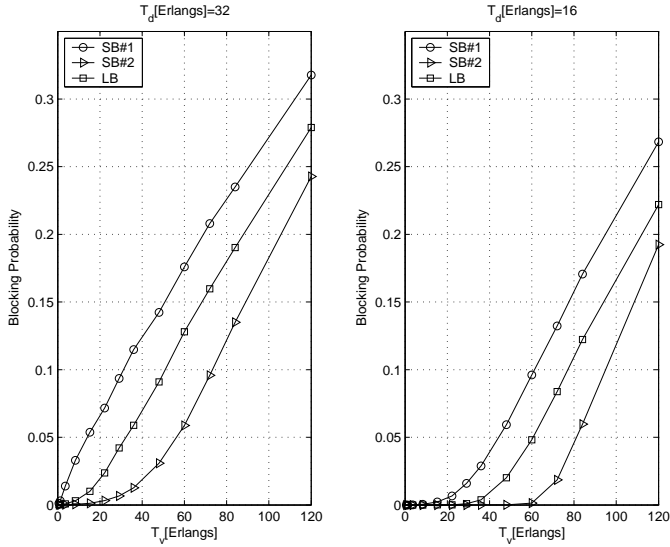 T_d[Erlangs]=32
SB#1
SB#2
LB
0.3
0.25
0.2
0.15
0.1
0.05
0
0 20 40 60 80 100 120
Blocking Probability
T_v[Erlangs]
T_d[Erlangs]=16
SB#1
SB#2
LB
0.3
0.25
0.2
0.15
0.1
0.05
0
0 20 40 60 80 100 120
Blocking Probability
T_v[Erlangs]